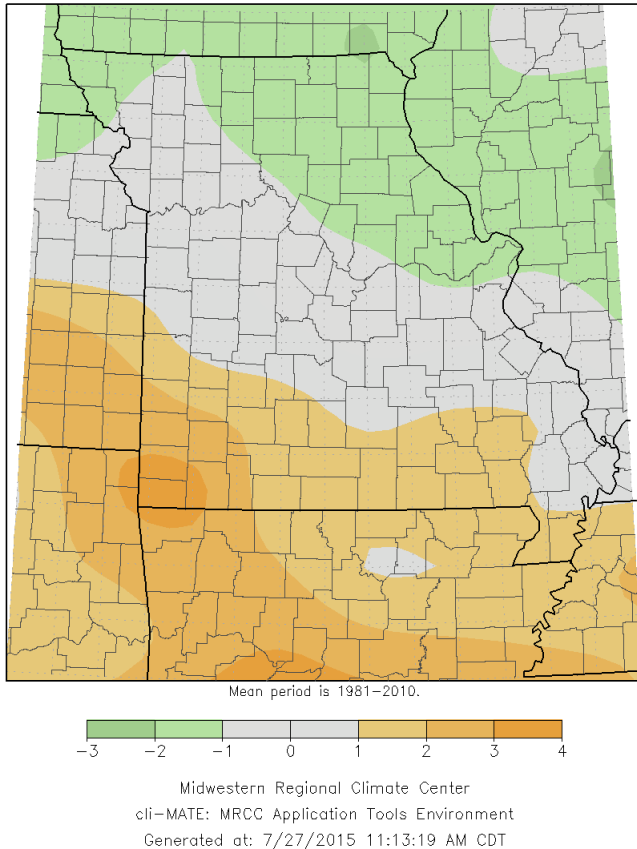 Mean period is 1981-2010.
-3 -2 -1 0 1 2 3 4
Midwestern Regional Climate Center
cli-MATE: MRCC Application Tools Environment
Generated at: 7/27/2015 11:13:19 AM CDT